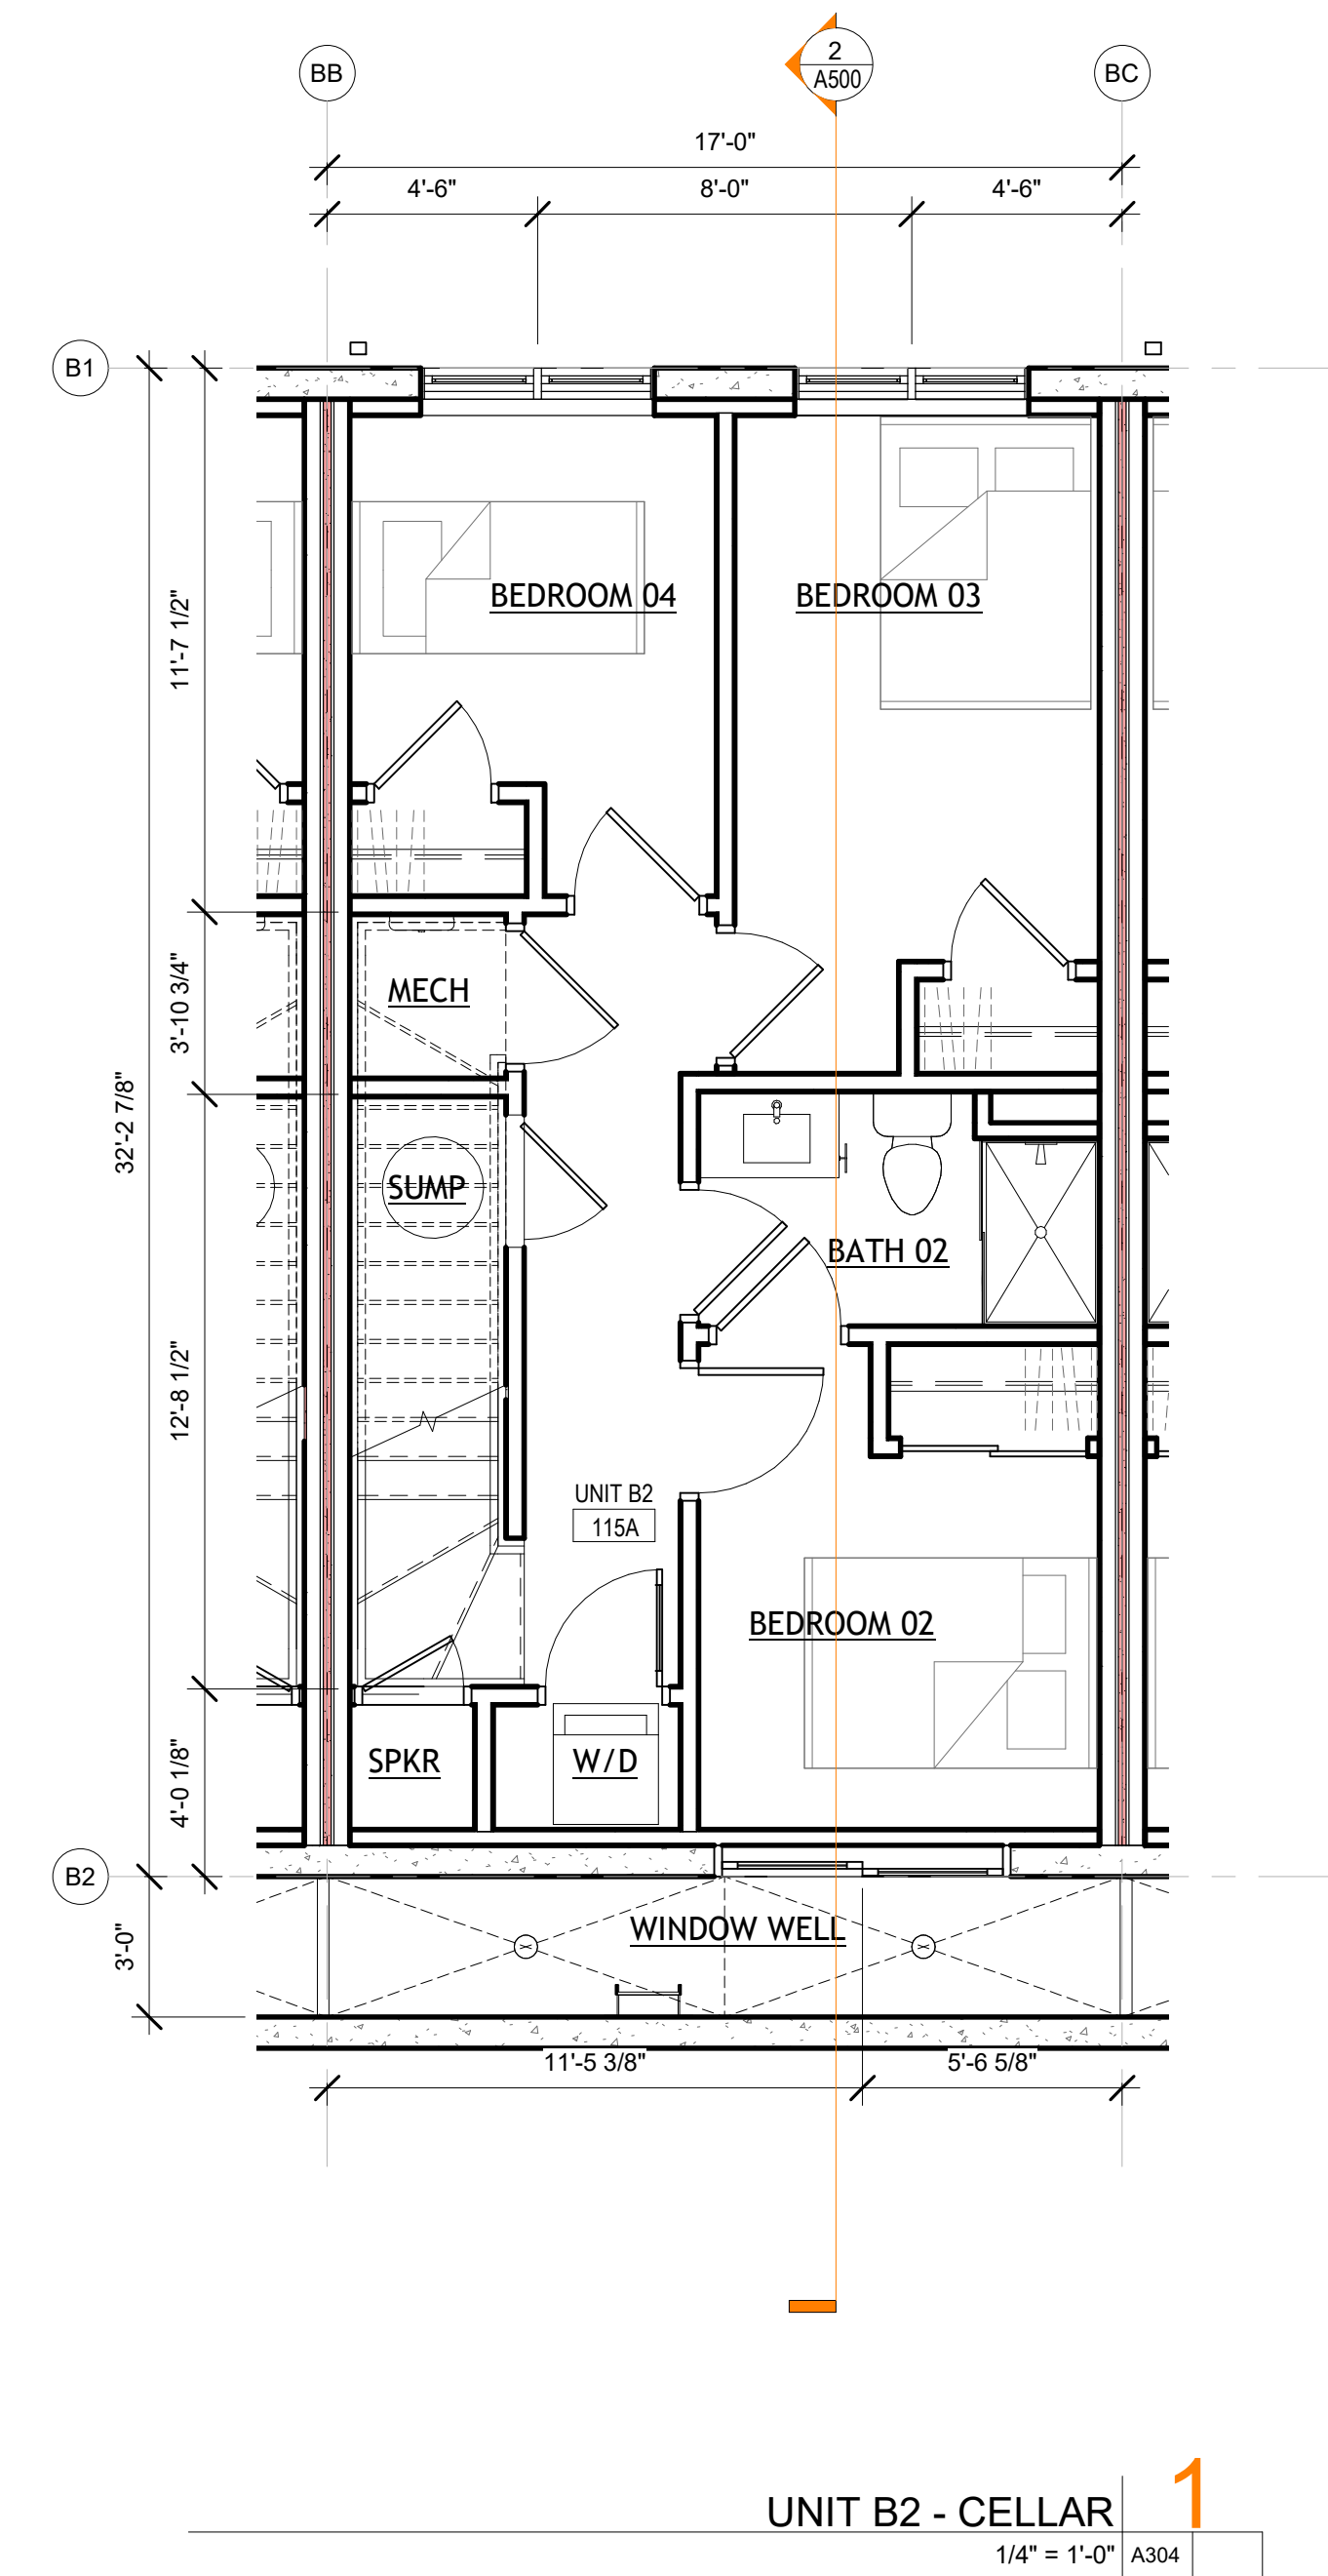 2
BB
BC
A500
17'-0"
4'-6"
8'-0"
4'-6"
B1
11'-7 1/2"
BEDROOM 04
BEDROOM 03
MECH
3'-10 3/4"
32'-2 7/8"
SUMP
BATH 02
12'-8 1/2"
UNIT B2
115A
BEDROOM 02
SPKR
W/D
4'-0 1/8"
B2
WINDOW WELL
3'-0"
11'-5 3/8"
5'-6 5/8"
UNIT B2 - CELLAR
1
1/4" = 1'-0"
A304